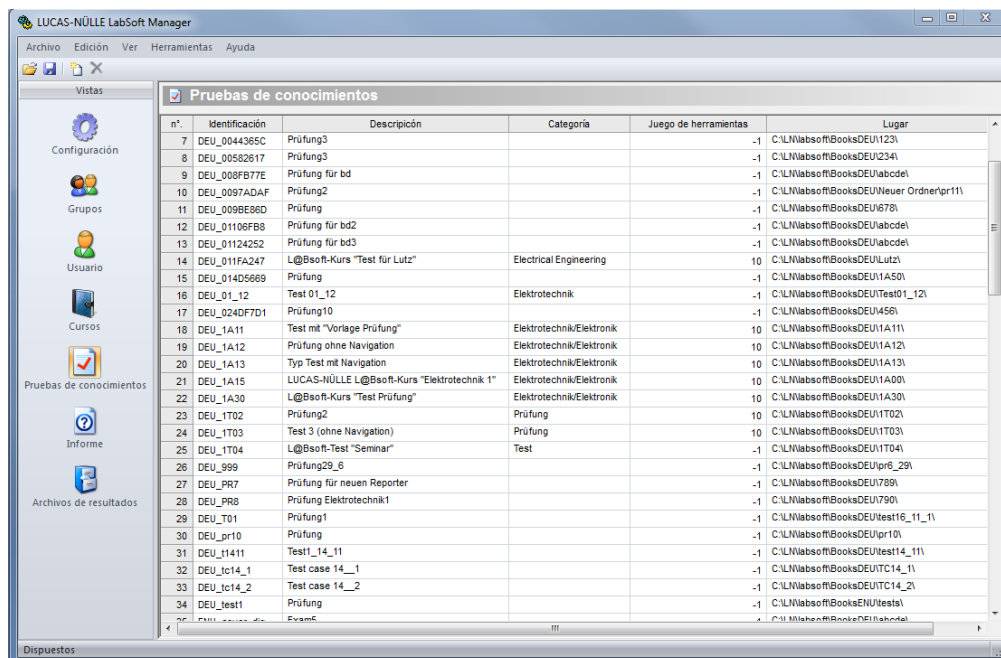 LUCAS-NÜLLE LabSoft Manager
Archivo Edición Ver Herramientas Ayuda
Vistas
Configuración
Grupos
Usuario
Cursos
Pruebas de conocimientos
Informe
Archivos de resultados
Pruebas de conocimientos
n°. Identificación Descripicón Categoría Juego de herramientas Lugar
7 DEU_0044365C Prüfung3 -1 C:\LN\labsoft\BooksDEU\123\
8 DEU_00582617 Prüfung3 -1 C:\LN\labsoft\BooksDEU\234\
9 DEU_008FB77E Prüfung für bd -1 C:\LN\labsoft\BooksDEU\abcde\
10 DEU_0097ADAF Prüfung2 -1 C:\LN\labsoft\BooksDEU\Neuer Ordner\pr11\
11 DEU_009BE86D Prüfung -1 C:\LN\labsoft\BooksDEU\678\
12 DEU_01106FB8 Prüfung für bd2 -1 C:\LN\labsoft\BooksDEU\abcde\
13 DEU_01124252 Prüfung für bd3 -1 C:\LN\labsoft\BooksDEU\abcde\
14 DEU_011FA247 L@Bsoft-Kurs "Test für Lutz" Electrical Engineering 10 C:\LN\labsoft\BooksDEU\Lutz\
15 DEU_014D5669 Prüfung -1 C:\LN\labsoft\BooksDEU\1A50\
16 DEU_01_12 Test 01_12 Elektrotechnik -1 C:\LN\labsoft\BooksDEU\Test01_12\
17 DEU_024DF7D1 Prüfung10 -1 C:\LN\labsoft\BooksDEU\456\
18 DEU_1A11 Test mit "Vorlage Prüfung" Elektrotechnik/Elektronik 10 C:\LN\labsoft\BooksDEU\1A11\
19 DEU_1A12 Prüfung ohne Navigation Elektrotechnik/Elektronik 10 C:\LN\labsoft\BooksDEU\1A12\
20 DEU_1A13 Typ Test mit Navigation Elektrotechnik/Elektronik 10 C:\LN\labsoft\BooksDEU\1A13\
21 DEU_1A15 LUCAS-NÜLLE L@Bsoft-Kurs "Elektrotechnik 1" Elektrotechnik/Elektronik 10 C:\LN\labsoft\BooksDEU\1A00\
22 DEU_1A30 L@Bsoft-Kurs "Test Prüfung" Elektrotechnik/Elektronik 10 C:\LN\labsoft\BooksDEU\1A30\
23 DEU_1T02 Prüfung2 Prüfung 10 C:\LN\labsoft\BooksDEU\1T02\
24 DEU_1T03 Test 3 (ohne Navigation) Prüfung 10 C:\LN\labsoft\BooksDEU\1T03\
25 DEU_1T04 L@Bsoft-Test "Seminar" Test -1 C:\LN\labsoft\BooksDEU\1T04\
26 DEU_999 Prüfung29_6 -1 C:\LN\labsoft\BooksDEU\pr6_29\
27 DEU_PR7 Prüfung für neuen Reporter -1 C:\LN\labsoft\BooksDEU\789\
28 DEU_PR8 Prüfung Elektrotechnik1 -1 C:\LN\labsoft\BooksDEU\790\
29 DEU_T01 Prüfung1 -1 C:\LN\labsoft\BooksDEU\test16_11_1\
30 DEU_pr10 Prüfung -1 C:\LN\labsoft\BooksDEU\pr10\
31 DEU_t1411 Test1_14_11 -1 C:\LN\labsoft\BooksDEU\test14_11\
32 DEU_tc14_1 Test case 14__1 -1 C:\LN\labsoft\BooksDEU\TC14_1\
33 DEU_tc14_2 Test case 14__2 -1 C:\LN\labsoft\BooksDEU\TC14_2\
34 DEU_test1 Prüfung -1 C:\LN\labsoft\BooksENU\tests\
Dispuestos